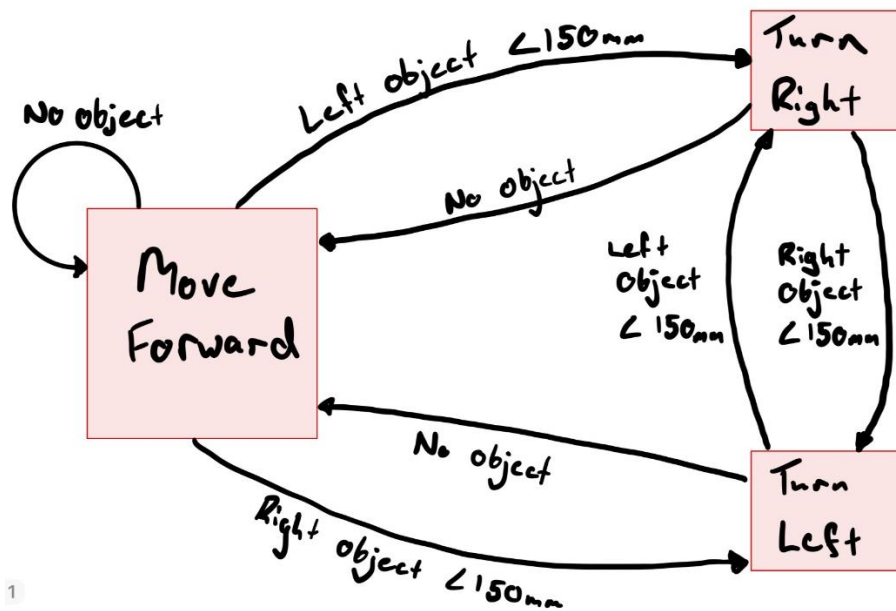 Left object <150mm
Turn
Right
No object
No object
Move
Forward
Left
Object
<150mm
Right
Object
<150mm
No object
Turn
Left
Right object <150mm
1